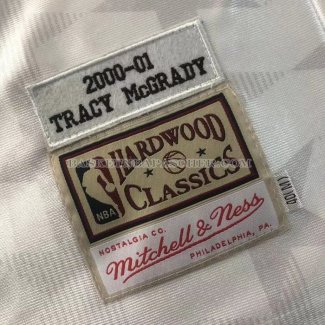 2000-01
TRACY McGRADY
HARDWOOD
CLASSICS
NBA
NOSTALGIA CO.
Mitchell & Ness
PHILADELPHIA, PA.